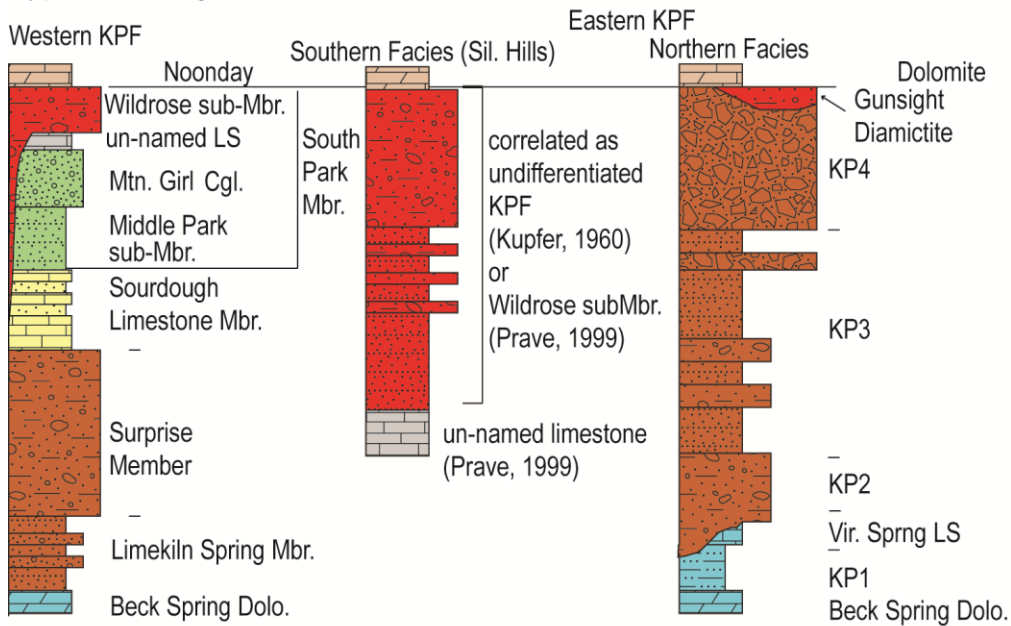 Western KPF
Eastern KPF
Southern Facies (Sil. Hills)
Northern Facies
Noonday
Dolomite
Wildrose sub-Mbr.
un-named LS
Mtn. Girl Cgl.
Middle Park
sub-Mbr.
Sourdough
Limestone Mbr.
Surprise
Member
Limekiln Spring Mbr.
Beck Spring Dolo.
South
Park
Mbr.
correlated as
undifferentiated
KPF
(Kupfer, 1960)
or
Wildrose subMbr.
(Prave, 1999)
un-named limestone
(Prave, 1999)
Gunsight
Diamictite
KP4
KP3
KP2
Vir. Sprng LS
KP1
Beck Spring Dolo.